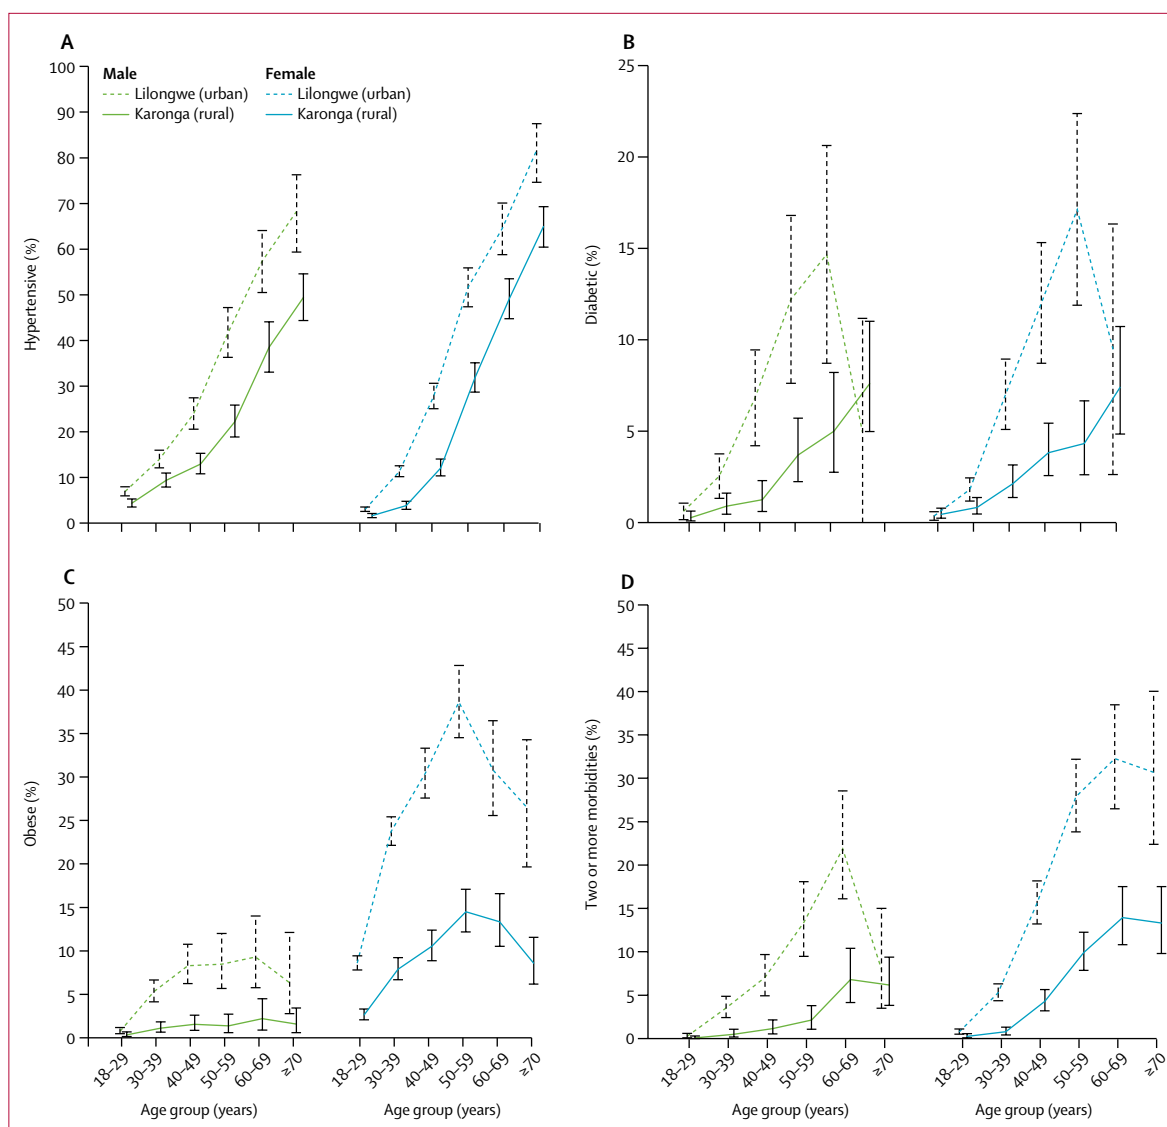 A
Male Female
Lilongwe (urban) Lilongwe (urban)
Karonga (rural) Karonga (rural)
Hypertensive (%)
100
90
80
70
60
50
40
30
20
10
0
B
Diabetic (%)
25
20
15
10
5
0
C
Obese (%)
50
45
40
35
30
25
20
15
10
5
0
18–29 30–39 40–49 50–59 60–69 ≥70 18–29 30–39 40–49 50–59 60–69 ≥70
Age group (years) Age group (years)
D
Two or more morbidities (%)
50
45
40
35
30
25
20
15
10
5
0
18–29 30–39 40–49 50–59 60–69 ≥70 18–29 30–39 40–49 50–59 60–69 ≥70
Age group (years) Age group (years)